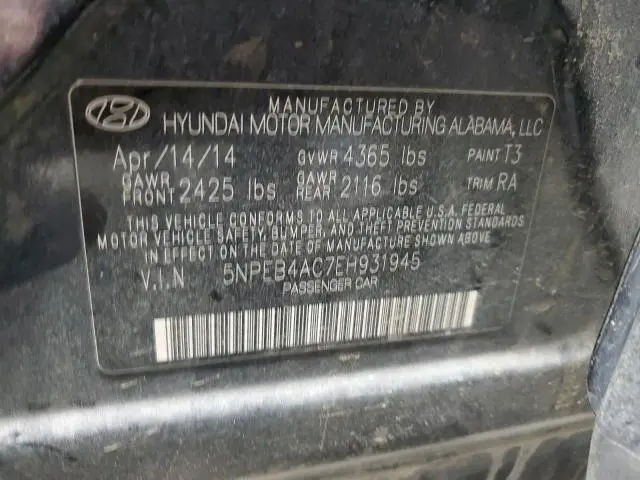 MANUFACTURED BY
HYUNDAI MOTOR MANUFACTURING ALABAMA, LLC
Apr/14/14 GVWR 4365 lbs PAINT T3
GAWR FRONT 2425 lbs GAWR REAR 2116 lbs TRIM RA
THIS VEHICLE CONFORMS TO ALL APPLICABLE U.S.A. FEDERAL
MOTOR VEHICLE SAFETY, BUMPER, AND THEFT PREVENTION STANDARDS
IN EFFECT ON THE DATE OF MANUFACTURE SHOWN ABOVE
V.I.N 5NPEB4AC7EH931945
PASSENGER CAR